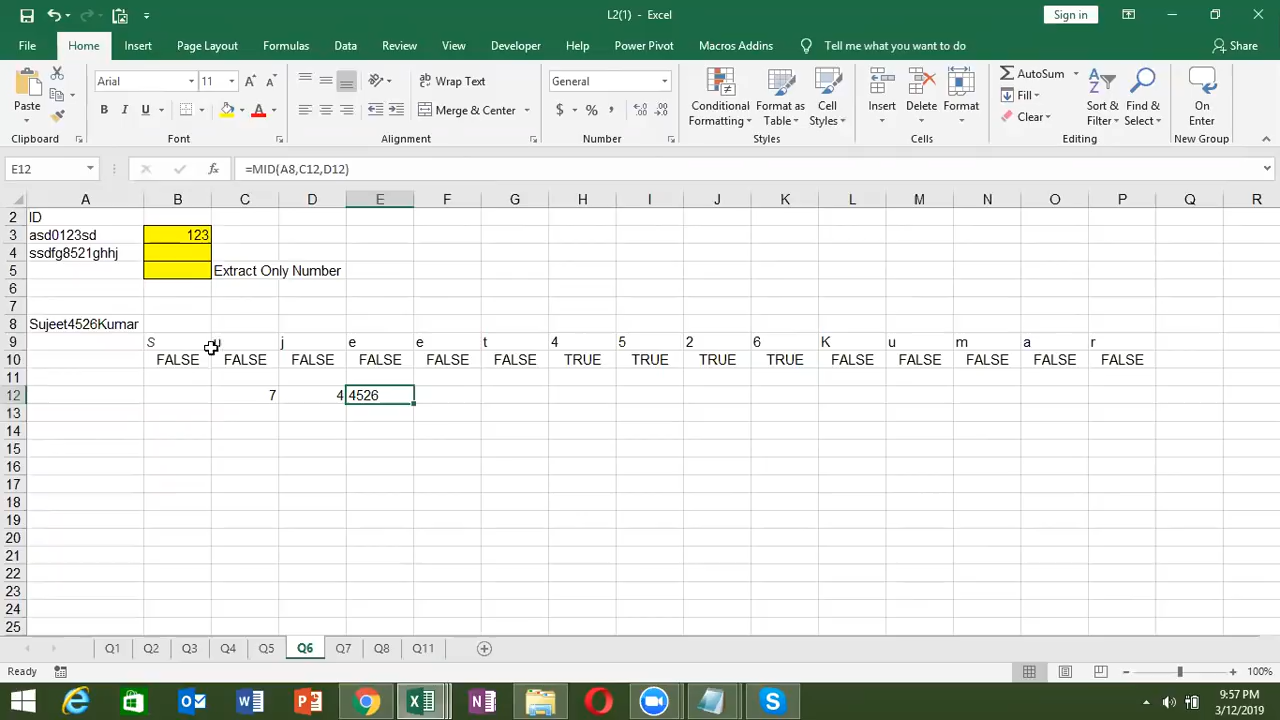 L2(1) - Excel
Sign in
File Home Insert Page Layout Formulas Data Review View Developer Help Power Pivot Macros Addins Tell me what you want to do Share
Arial 11 Wrap Text General AutoSum
Paste B I U Merge & Center $ % Conditional Formatting Format as Table Cell Styles Insert Delete Format Fill Clear Sort & Filter Find & Select On Enter
Clipboard Font Alignment Number Styles Cells Editing New Group
E12 fx =MID(A8,C12,D12)
A B C D E F G H I J K L M N O P Q R
2 ID
3 asd0123sd 123
4 ssdfg8521ghhj
5 Extract Only Number
6
7
8 Sujeet4526Kumar
9 S u j e e t 4 5 2 6 K u m a r
10 FALSE FALSE FALSE FALSE FALSE FALSE TRUE TRUE TRUE TRUE FALSE FALSE FALSE FALSE FALSE
11
12 7 4 4526
13
14
15
16
17
18
19
20
21
22
23
24
25
Q1 Q2 Q3 Q4 Q5 Q6 Q7 Q8 Q11
Ready 100%
9:57 PM
3/12/2019